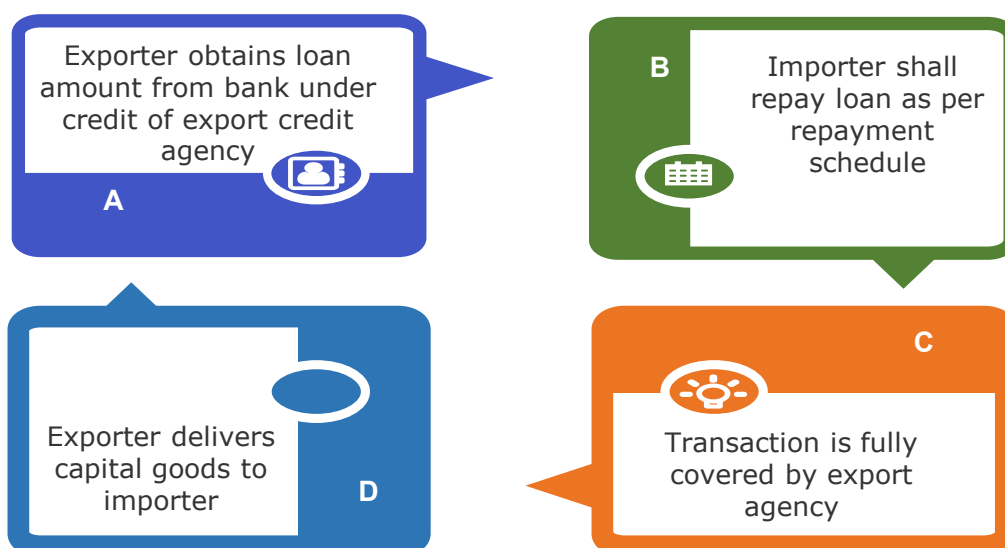 Exporter obtains loan
amount from bank under
credit of export credit
agency
A
B
Importer shall
repay loan as per
repayment
schedule
C
Transaction is fully
covered by export
agency
Exporter delivers
capital goods to
importer
D